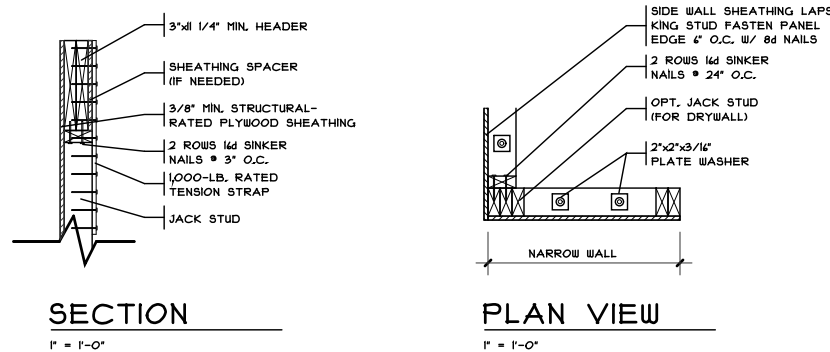 3"x11 1/4" MIN. HEADER
SHEATHING SPACER
(IF NEEDED)
3/8" MIN. STRUCTURAL-
RATED PLYWOOD SHEATHING
2 ROWS 16d SINKER
NAILS @ 3" O.C.
1,000-LB. RATED
TENSION STRAP
JACK STUD
SECTION
1" = 1'-0"
SIDE WALL SHEATHING LAPS
KING STUD FASTEN PANEL
EDGE 6" O.C. W/ 8d NAILS
2 ROWS 16d SINKER
NAILS @ 24" O.C.
OPT. JACK STUD
(FOR DRYWALL)
2"x2"x3/16"
PLATE WASHER
NARROW WALL
PLAN VIEW
1" = 1'-0"